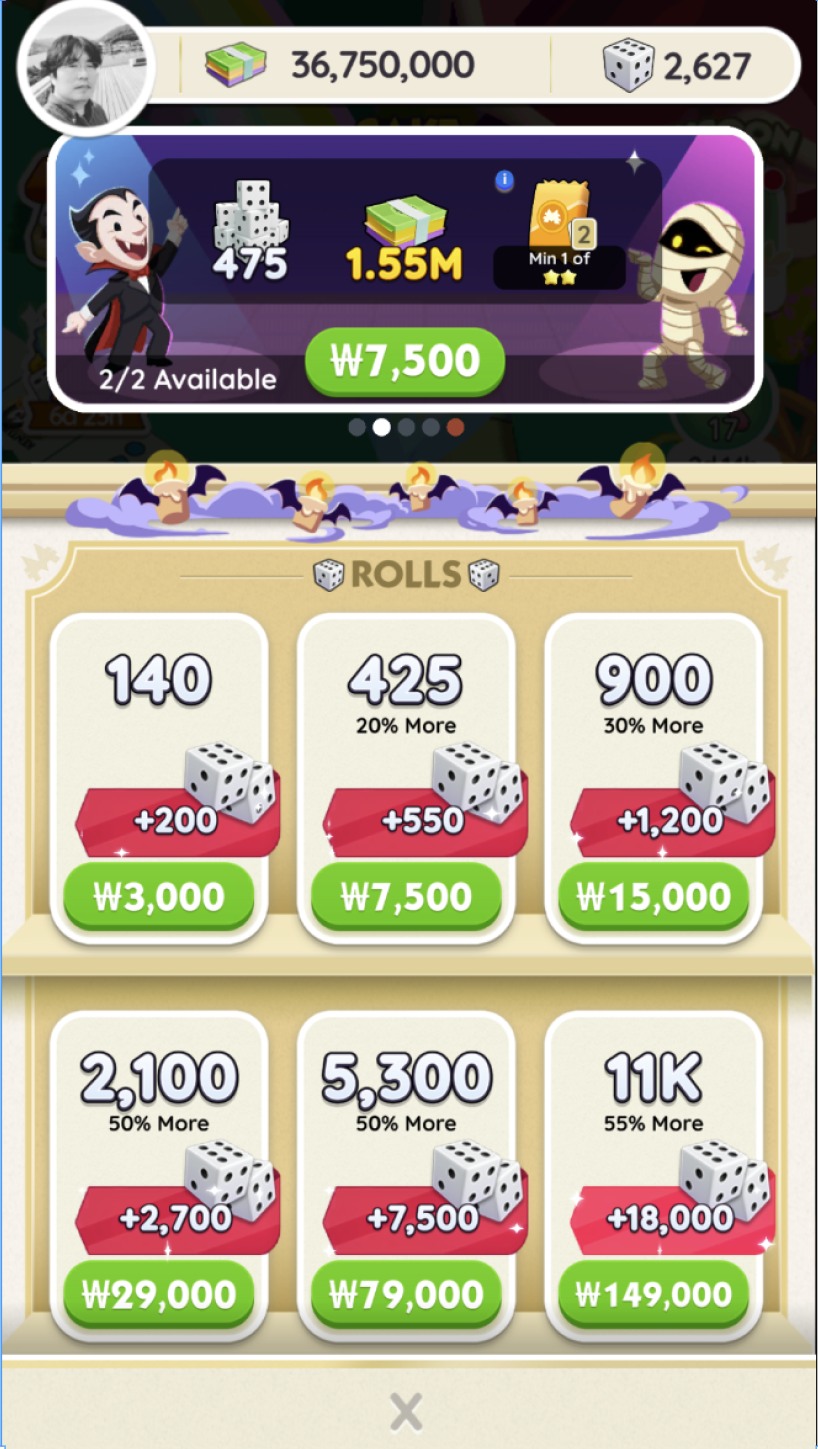 36,750,000
2,627
475
1.55M
2
Min 1 of
2/2 Available
₩7,500
17
ROLLS
140
425
900
20% More
30% More
+200
+550
+1,200
₩3,000
₩7,500
₩15,000
2,100
5,300
11K
50% More
50% More
55% More
+2,700
+7,500
+18,000
₩29,000
₩79,000
₩149,000
X